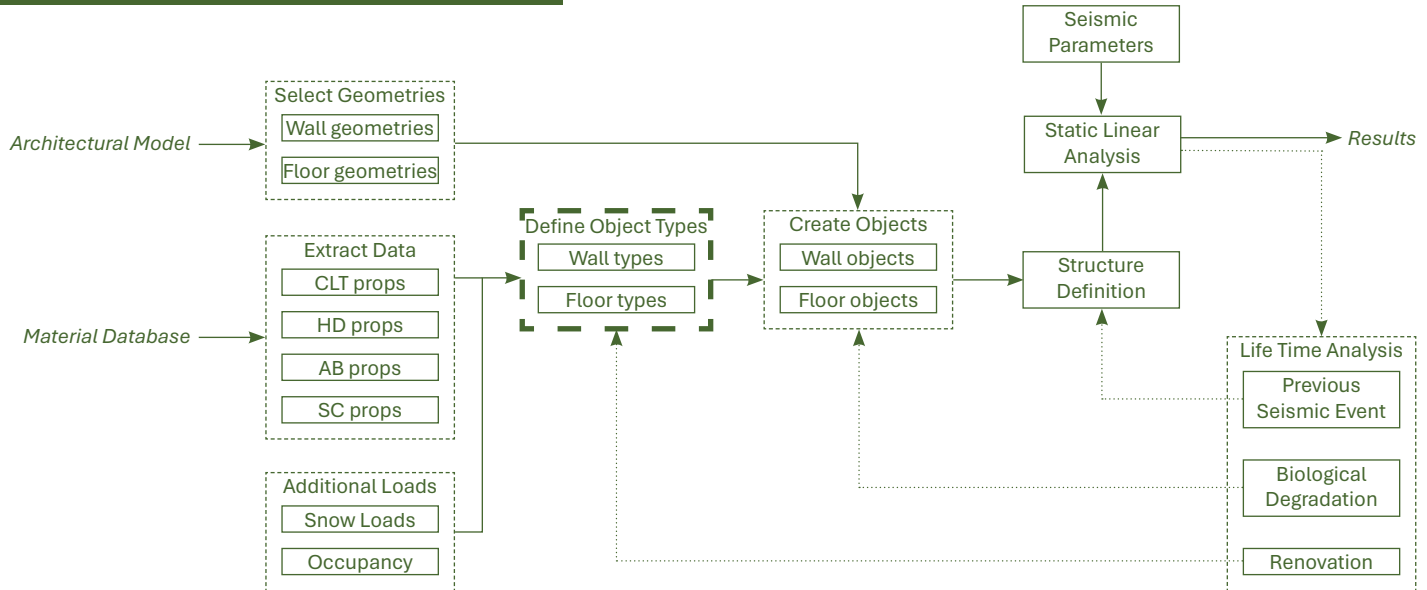 Seismic
Parameters
Select Geometries
Wall geometries
Floor geometries
Architectural Model
Static Linear
Analysis
Results
Extract Data
CLT props
HD props
AB props
SC props
Material Database
Define Object Types
Wall types
Floor types
Create Objects
Wall objects
Floor objects
Structure
Definition
Life Time Analysis
Previous
Seismic Event
Biological
Degradation
Renovation
Additional Loads
Snow Loads
Occupancy